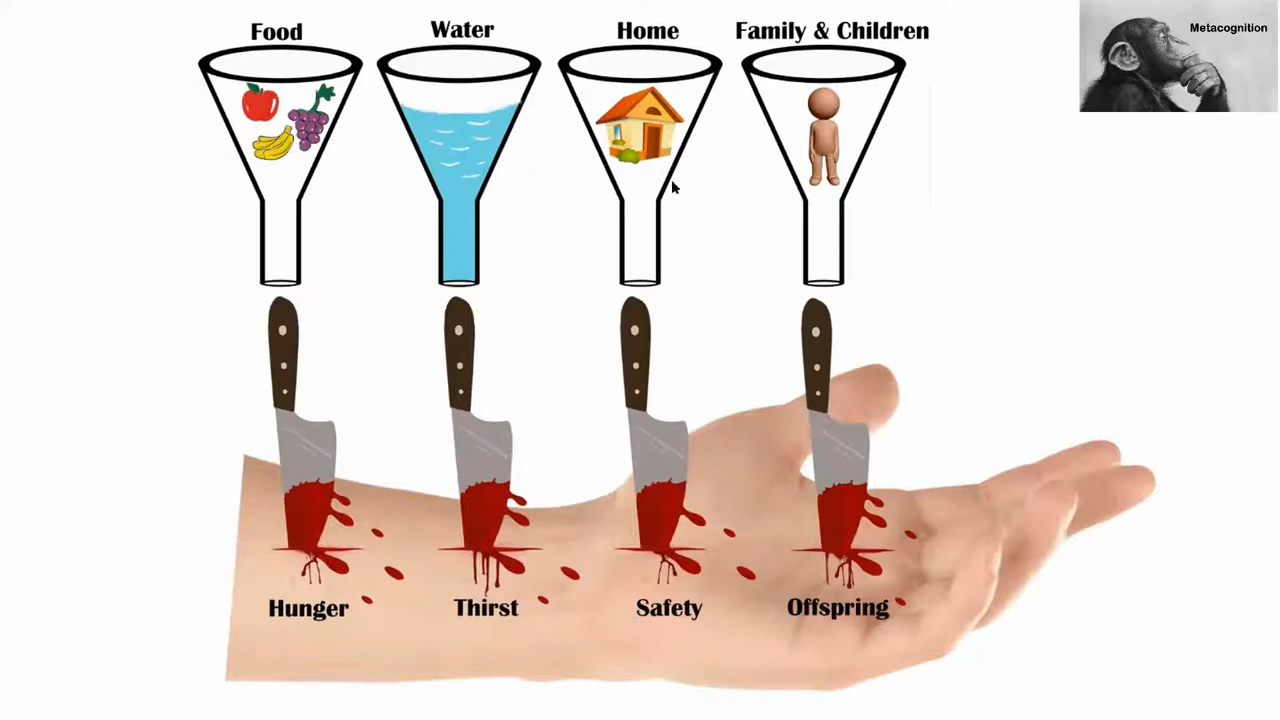 Food
Water
Home
Family & Children
Metacognition
Hunger
Thirst
Safety
Offspring